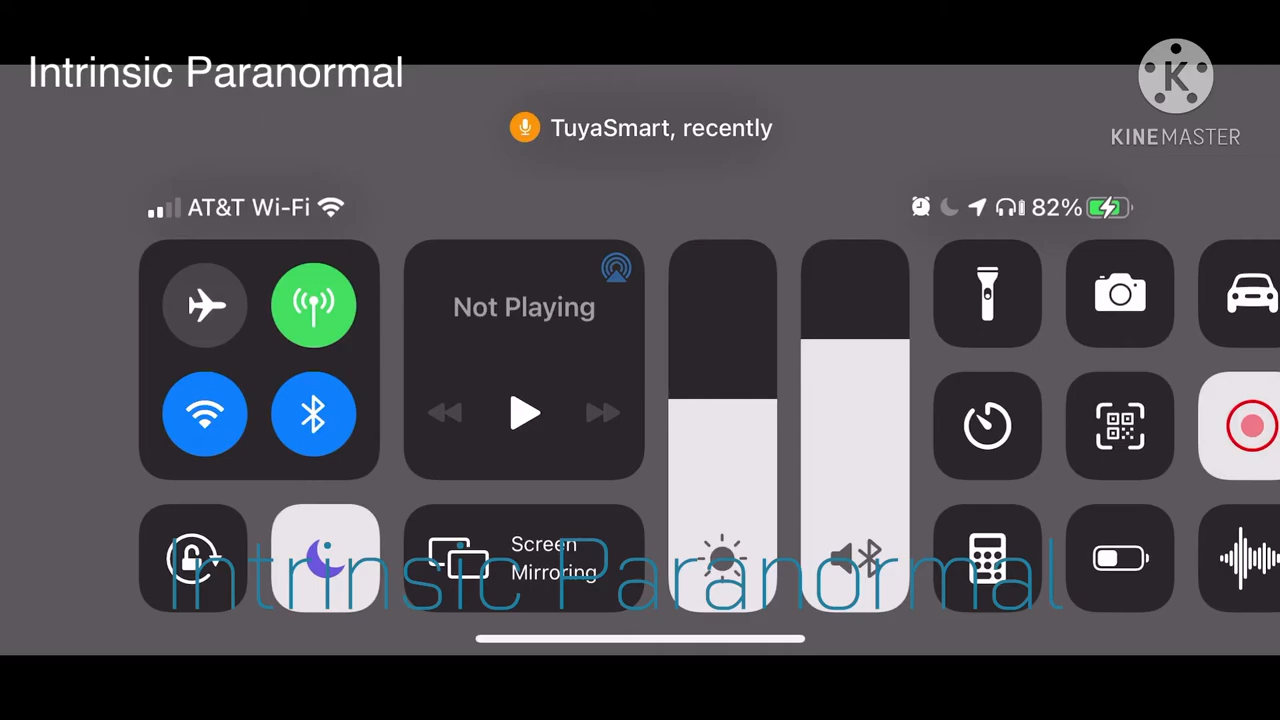 Intrinsic Paranormal
K
KINEMASTER
TuyaSmart, recently
AT&T Wi-Fi
82%
Not Playing
Screen
Mirroring
Intrinsic Paranormal